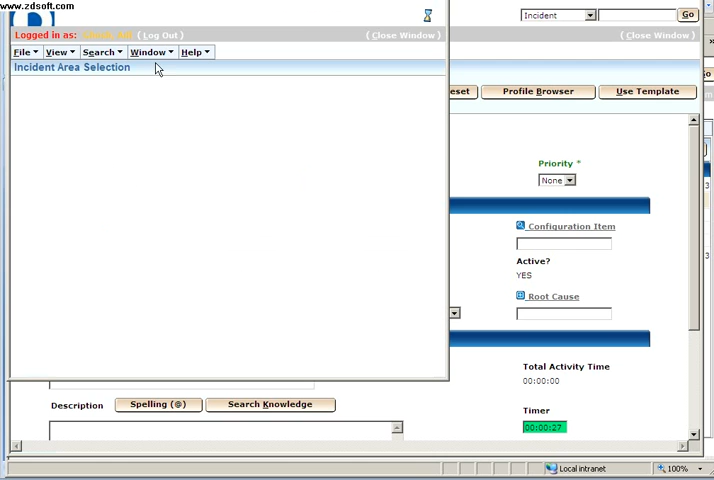 www.zdsoft.com
Incident
Go
Logged in as:
( Log Out )
( Close Window )
( Close Window )
File View Search Window Help
Incident Area Selection
eset
Profile Browser
Use Template
Priority *
None
Configuration Item
Active?
YES
Root Cause
Total Activity Time
00:00:00
Description
Spelling (@)
Search Knowledge
Timer
00:00:27
Local intranet
100%